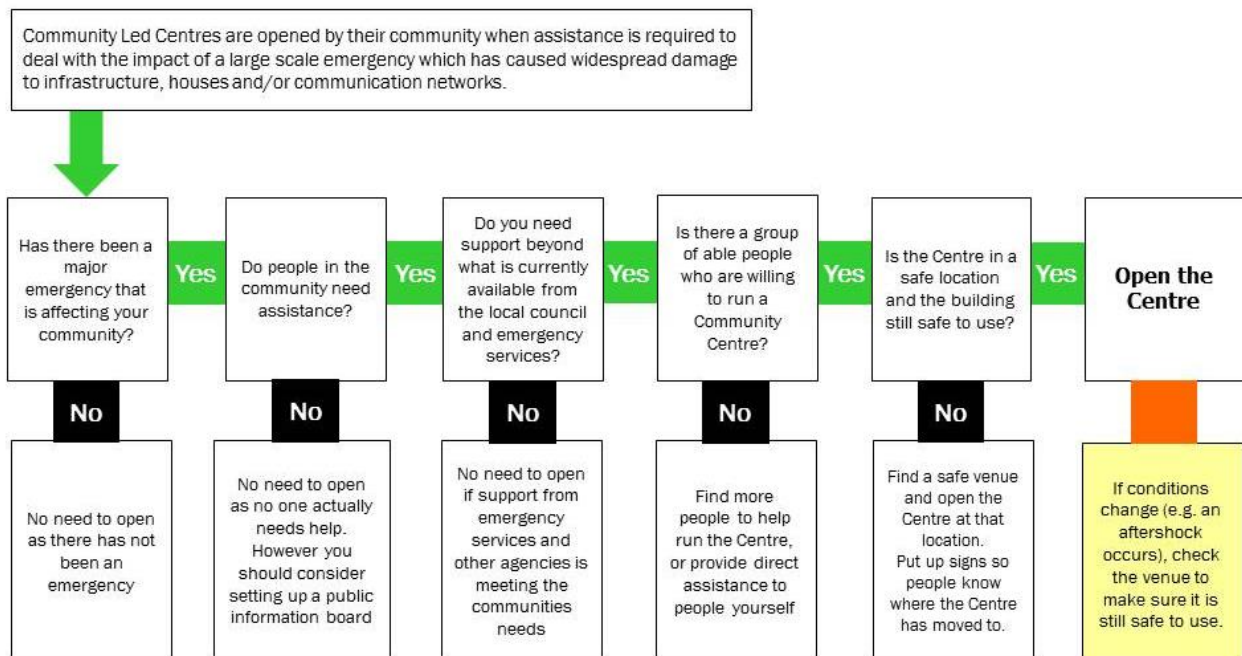 Community Led Centres are opened by their community when assistance is required to
deal with the impact of a large scale emergency which has caused widespread damage
to infrastructure, houses and/or communication networks.
Has there been a
major
emergency that
is affecting your
community?
Yes
Do people in the
community need
assistance?
Yes
Do you need
support beyond
what is currently
available from
the local council
and emergency
services?
Yes
Is there a group
of able people
who are willing
to run a
Community
Centre?
Yes
Is the Centre in a
safe location
and the building
still safe to use?
Yes
Open the
Centre
No
No
No
No
No
No need to open
as there has not
been an
emergency
No need to open
as no one actually
needs help.
However you
should consider
setting up a public
information board
No need to open
if support from
emergency
services and
other agencies is
meeting the
communities
needs
Find more
people to help
run the Centre,
or provide direct
assistance to
people yourself
Find a safe venue
and open the
Centre at that
location.
Put up signs so
people know
where the Centre
has moved to.
If conditions
change (e.g. an
aftershock
occurs), check
the venue to
make sure it is
still safe to use.